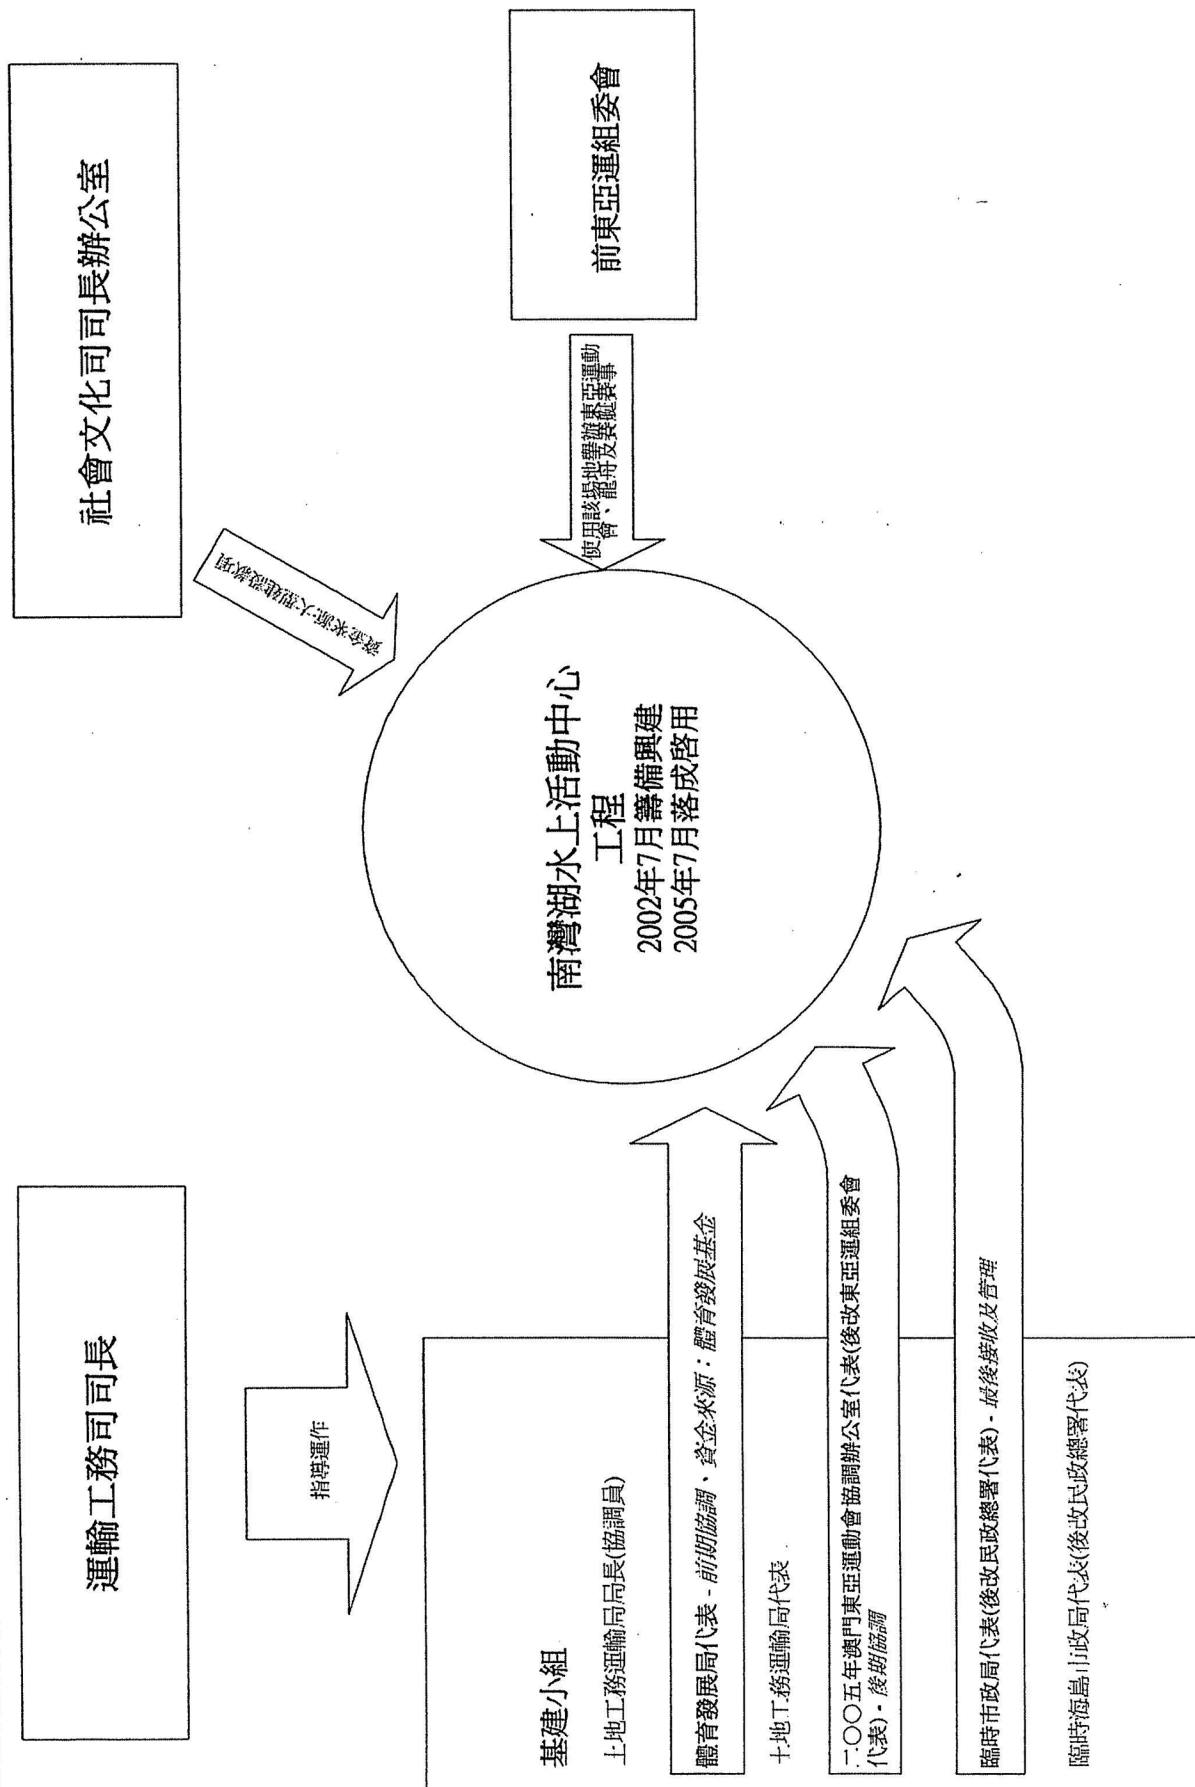 運輸工務司司長
社會文化司司長辦公室
指導運作
資金來源:大型建設款項
前東亞運組委會
使用該場地舉辦東亞運動
會、龍舟及賽艇賽事
南灣湖水上活動中心
工程
2002年7月籌備興建
2005年7月落成啓用
基建小組
土地工務運輸局局長(協調員)
體育發展局代表 - 前期協調、資金來源：體育發展基金
土地工務運輸局代表
二○○五年澳門東亞運動會協調辦公室代表(後改東亞運組委會
代表) - 後期協調
臨時市政局代表(後改民政總署代表) - 最後接收及管理
臨時海島市政局代表(後改民政總署代表)